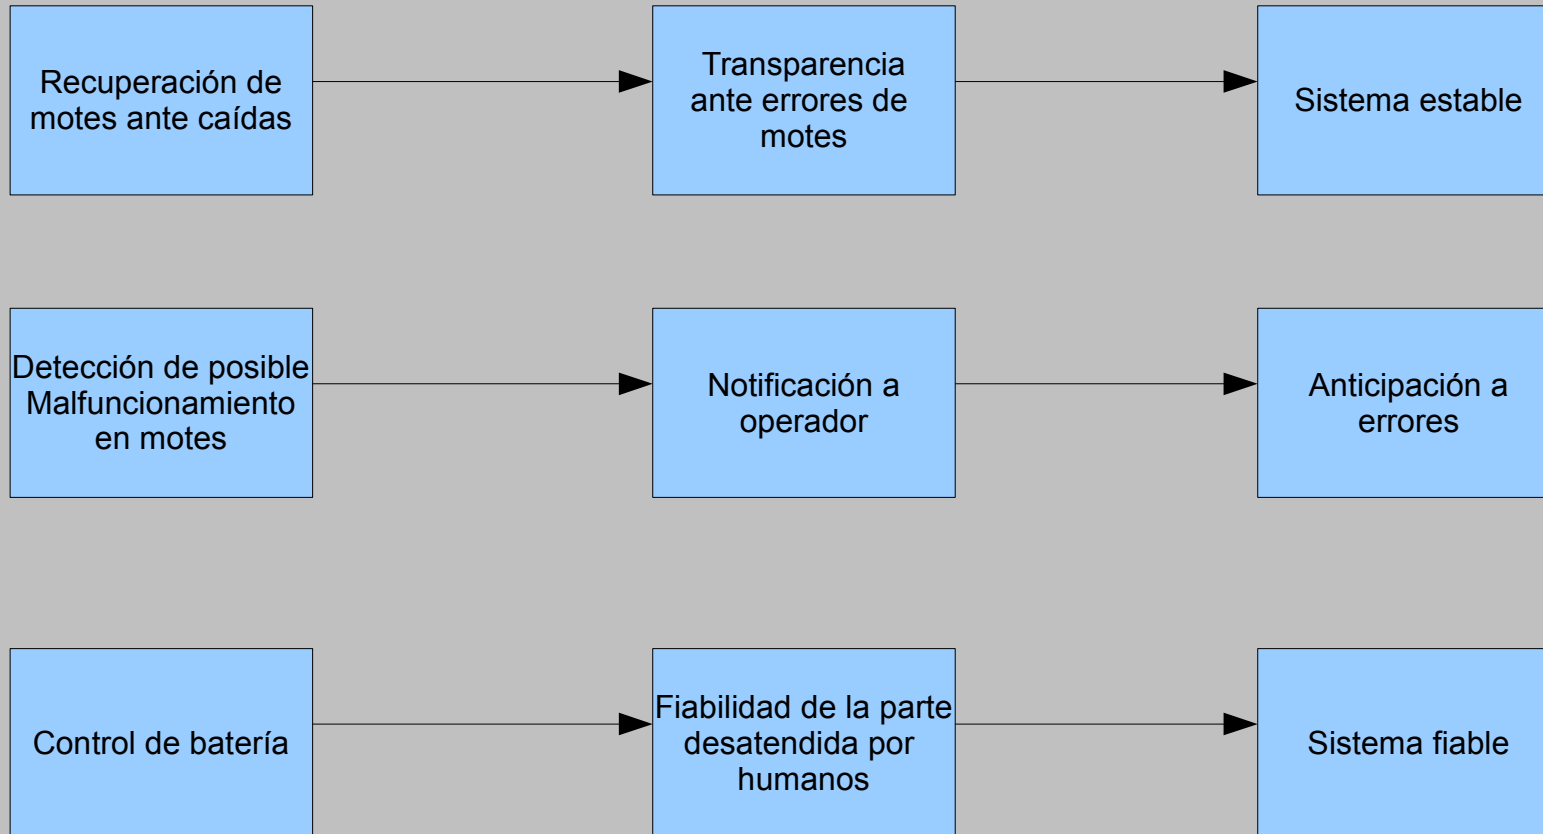 Recuperación de
motes ante caídas
Transparencia
ante errores de
motes
Sistema estable
Detección de posible
Malfuncionamiento
en motes
Notificación a
operador
Anticipación a
errores
Control de batería
Fiabilidad de la parte
desatendida por
humanos
Sistema fiable